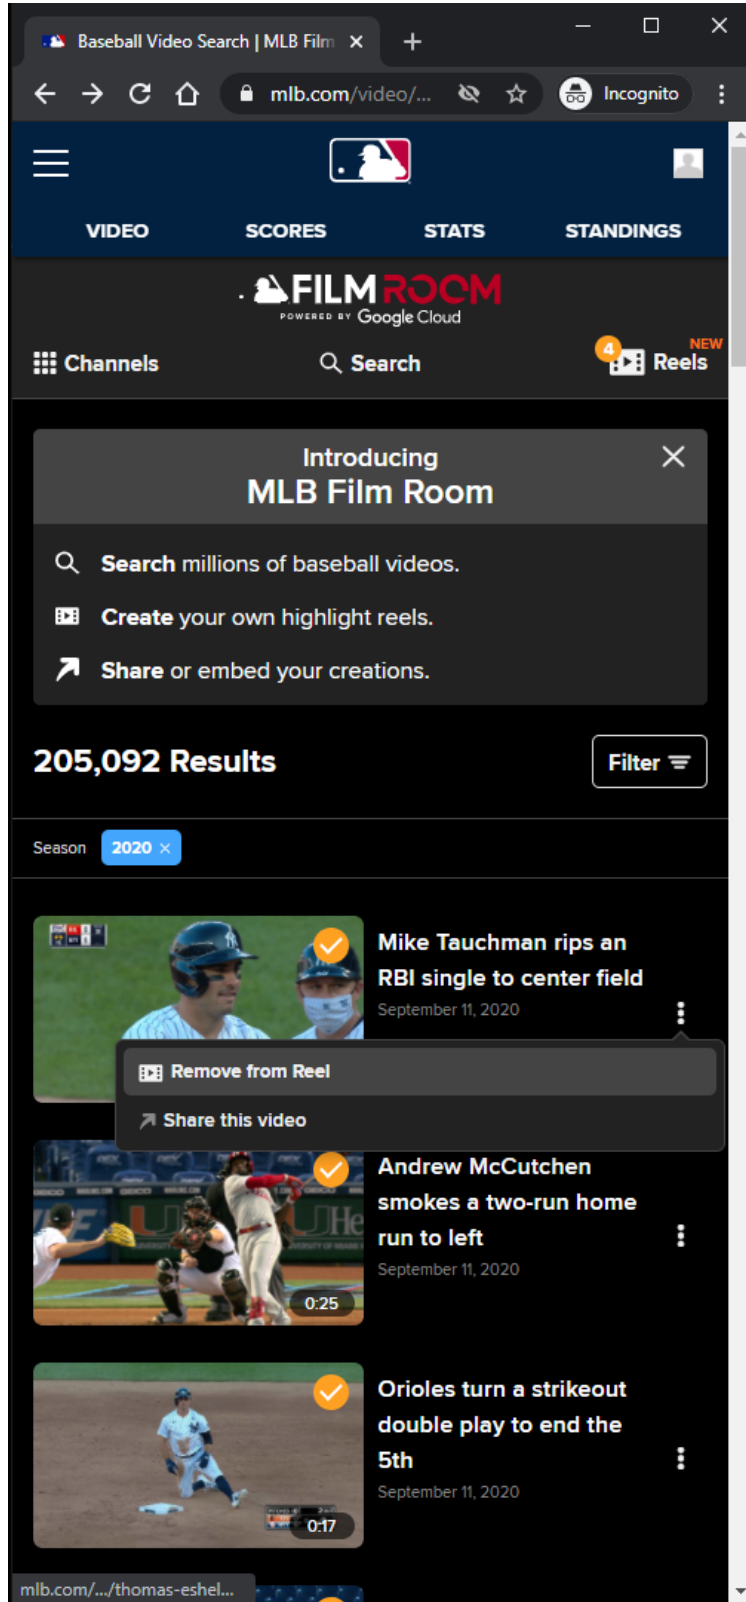 Baseball Video Search | MLB Film
mlb.com/video/...
Incognito
VIDEO SCORES STATS STANDINGS
FILM ROOM
POWERED BY Google Cloud
Channels
Search
4
NEW
Reels
Introducing
MLB Film Room
Search millions of baseball videos.
Create your own highlight reels.
Share or embed your creations.
205,092 Results
Filter
Season 2020
Mike Tauchman rips an
RBI single to center field
September 11, 2020
Remove from Reel
Share this video
Andrew McCutchen
smokes a two-run home
run to left
September 11, 2020
0:25
Orioles turn a strikeout
double play to end the
5th
September 11, 2020
0:17
mlb.com/.../thomas-eshel...